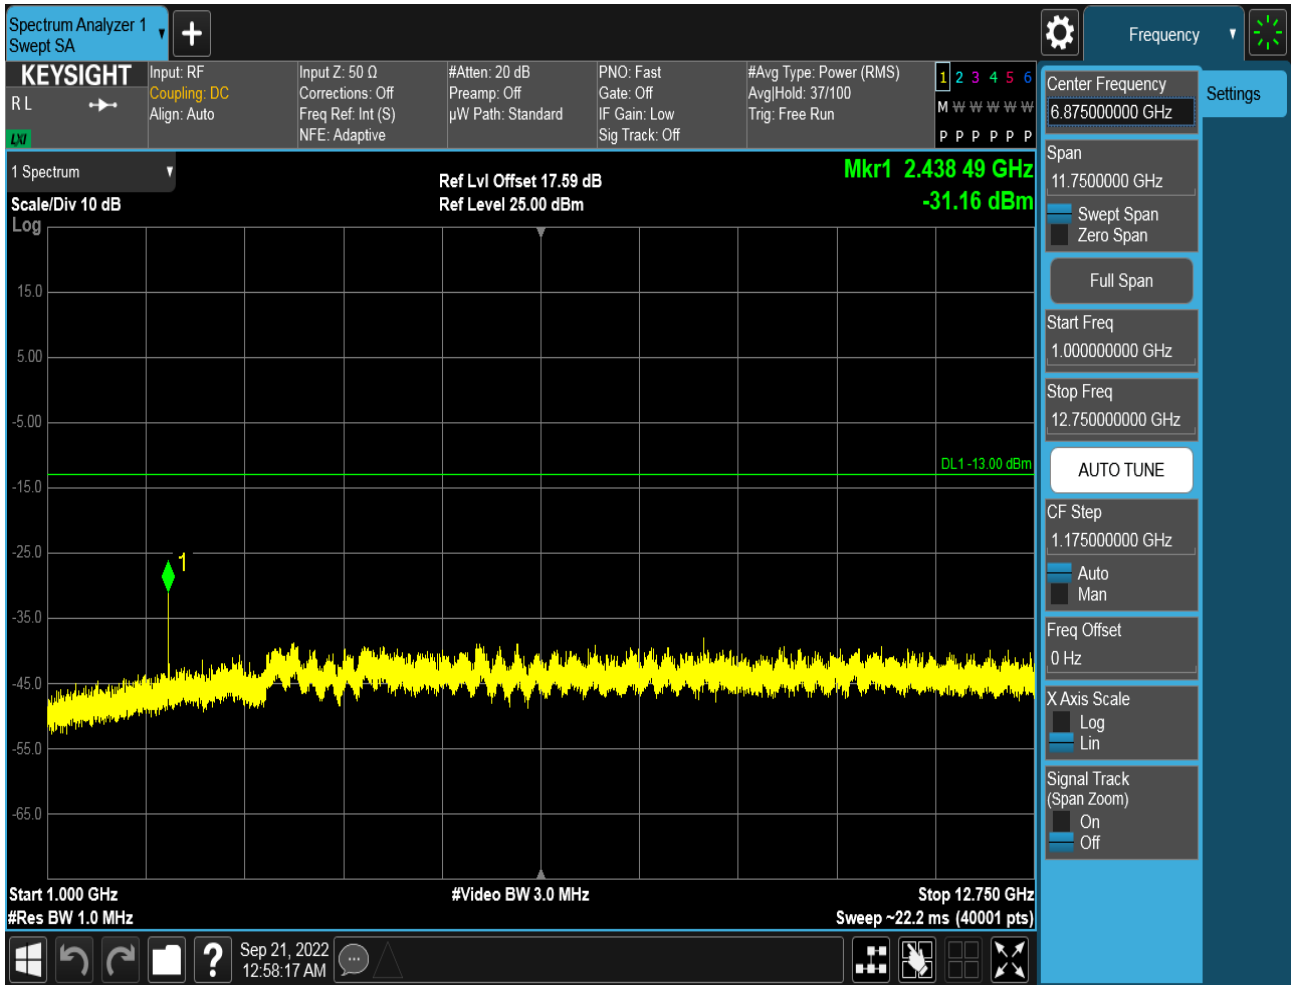 Spectrum Analyzer 1
Swept SA
Frequency
KEYSIGHT
R L
LXI
Input: RF
Coupling: DC
Align: Auto
Input Z: 50 Ω
Corrections: Off
Freq Ref: Int (S)
NFE: Adaptive
#Atten: 20 dB
Preamp: Off
µW Path: Standard
PNO: Fast
Gate: Off
IF Gain: Low
Sig Track: Off
#Avg Type: Power (RMS)
Avg|Hold: 37/100
Trig: Free Run
1 2 3 4 5 6
M W W W W W
P P P P P P
Center Frequency
6.875000000 GHz
Settings
Span
11.7500000 GHz
Swept Span
Zero Span
Full Span
Start Freq
1.000000000 GHz
Stop Freq
12.750000000 GHz
AUTO TUNE
CF Step
1.175000000 GHz
Auto
Man
Freq Offset
0 Hz
X Axis Scale
Log
Lin
Signal Track
(Span Zoom)
On
Off
1 Spectrum
Scale/Div 10 dB
Log
Ref Lvl Offset 17.59 dB
Ref Level 25.00 dBm
Mkr1 2.438 49 GHz
-31.16 dBm
15.0
5.00
-5.00
DL1 -13.00 dBm
-15.0
-25.0
1
-35.0
-45.0
-55.0
-65.0
Start 1.000 GHz
#Video BW 3.0 MHz
Stop 12.750 GHz
#Res BW 1.0 MHz
Sweep ~22.2 ms (40001 pts)
?
Sep 21, 2022
12:58:17 AM